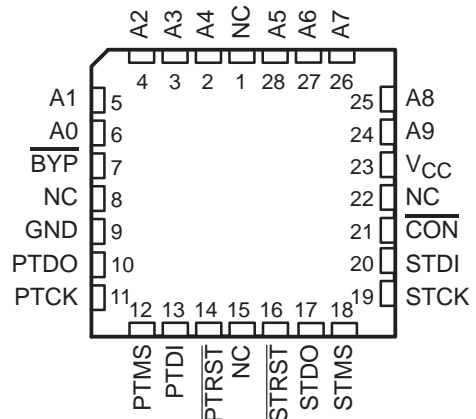 A2 A3 A4 NC A5 A6 A7
4 3 2 1 28 27 26
A1 5 25 A8
A0 6 24 A9
BYP 7 23 VCC
NC 8 22 NC
GND 9 21 CON
PTDO 10 20 STDI
PTCK 11 19 STCK
12 13 14 15 16 17 18
PTMS PTDI PTRST NC STRST STDO STMS